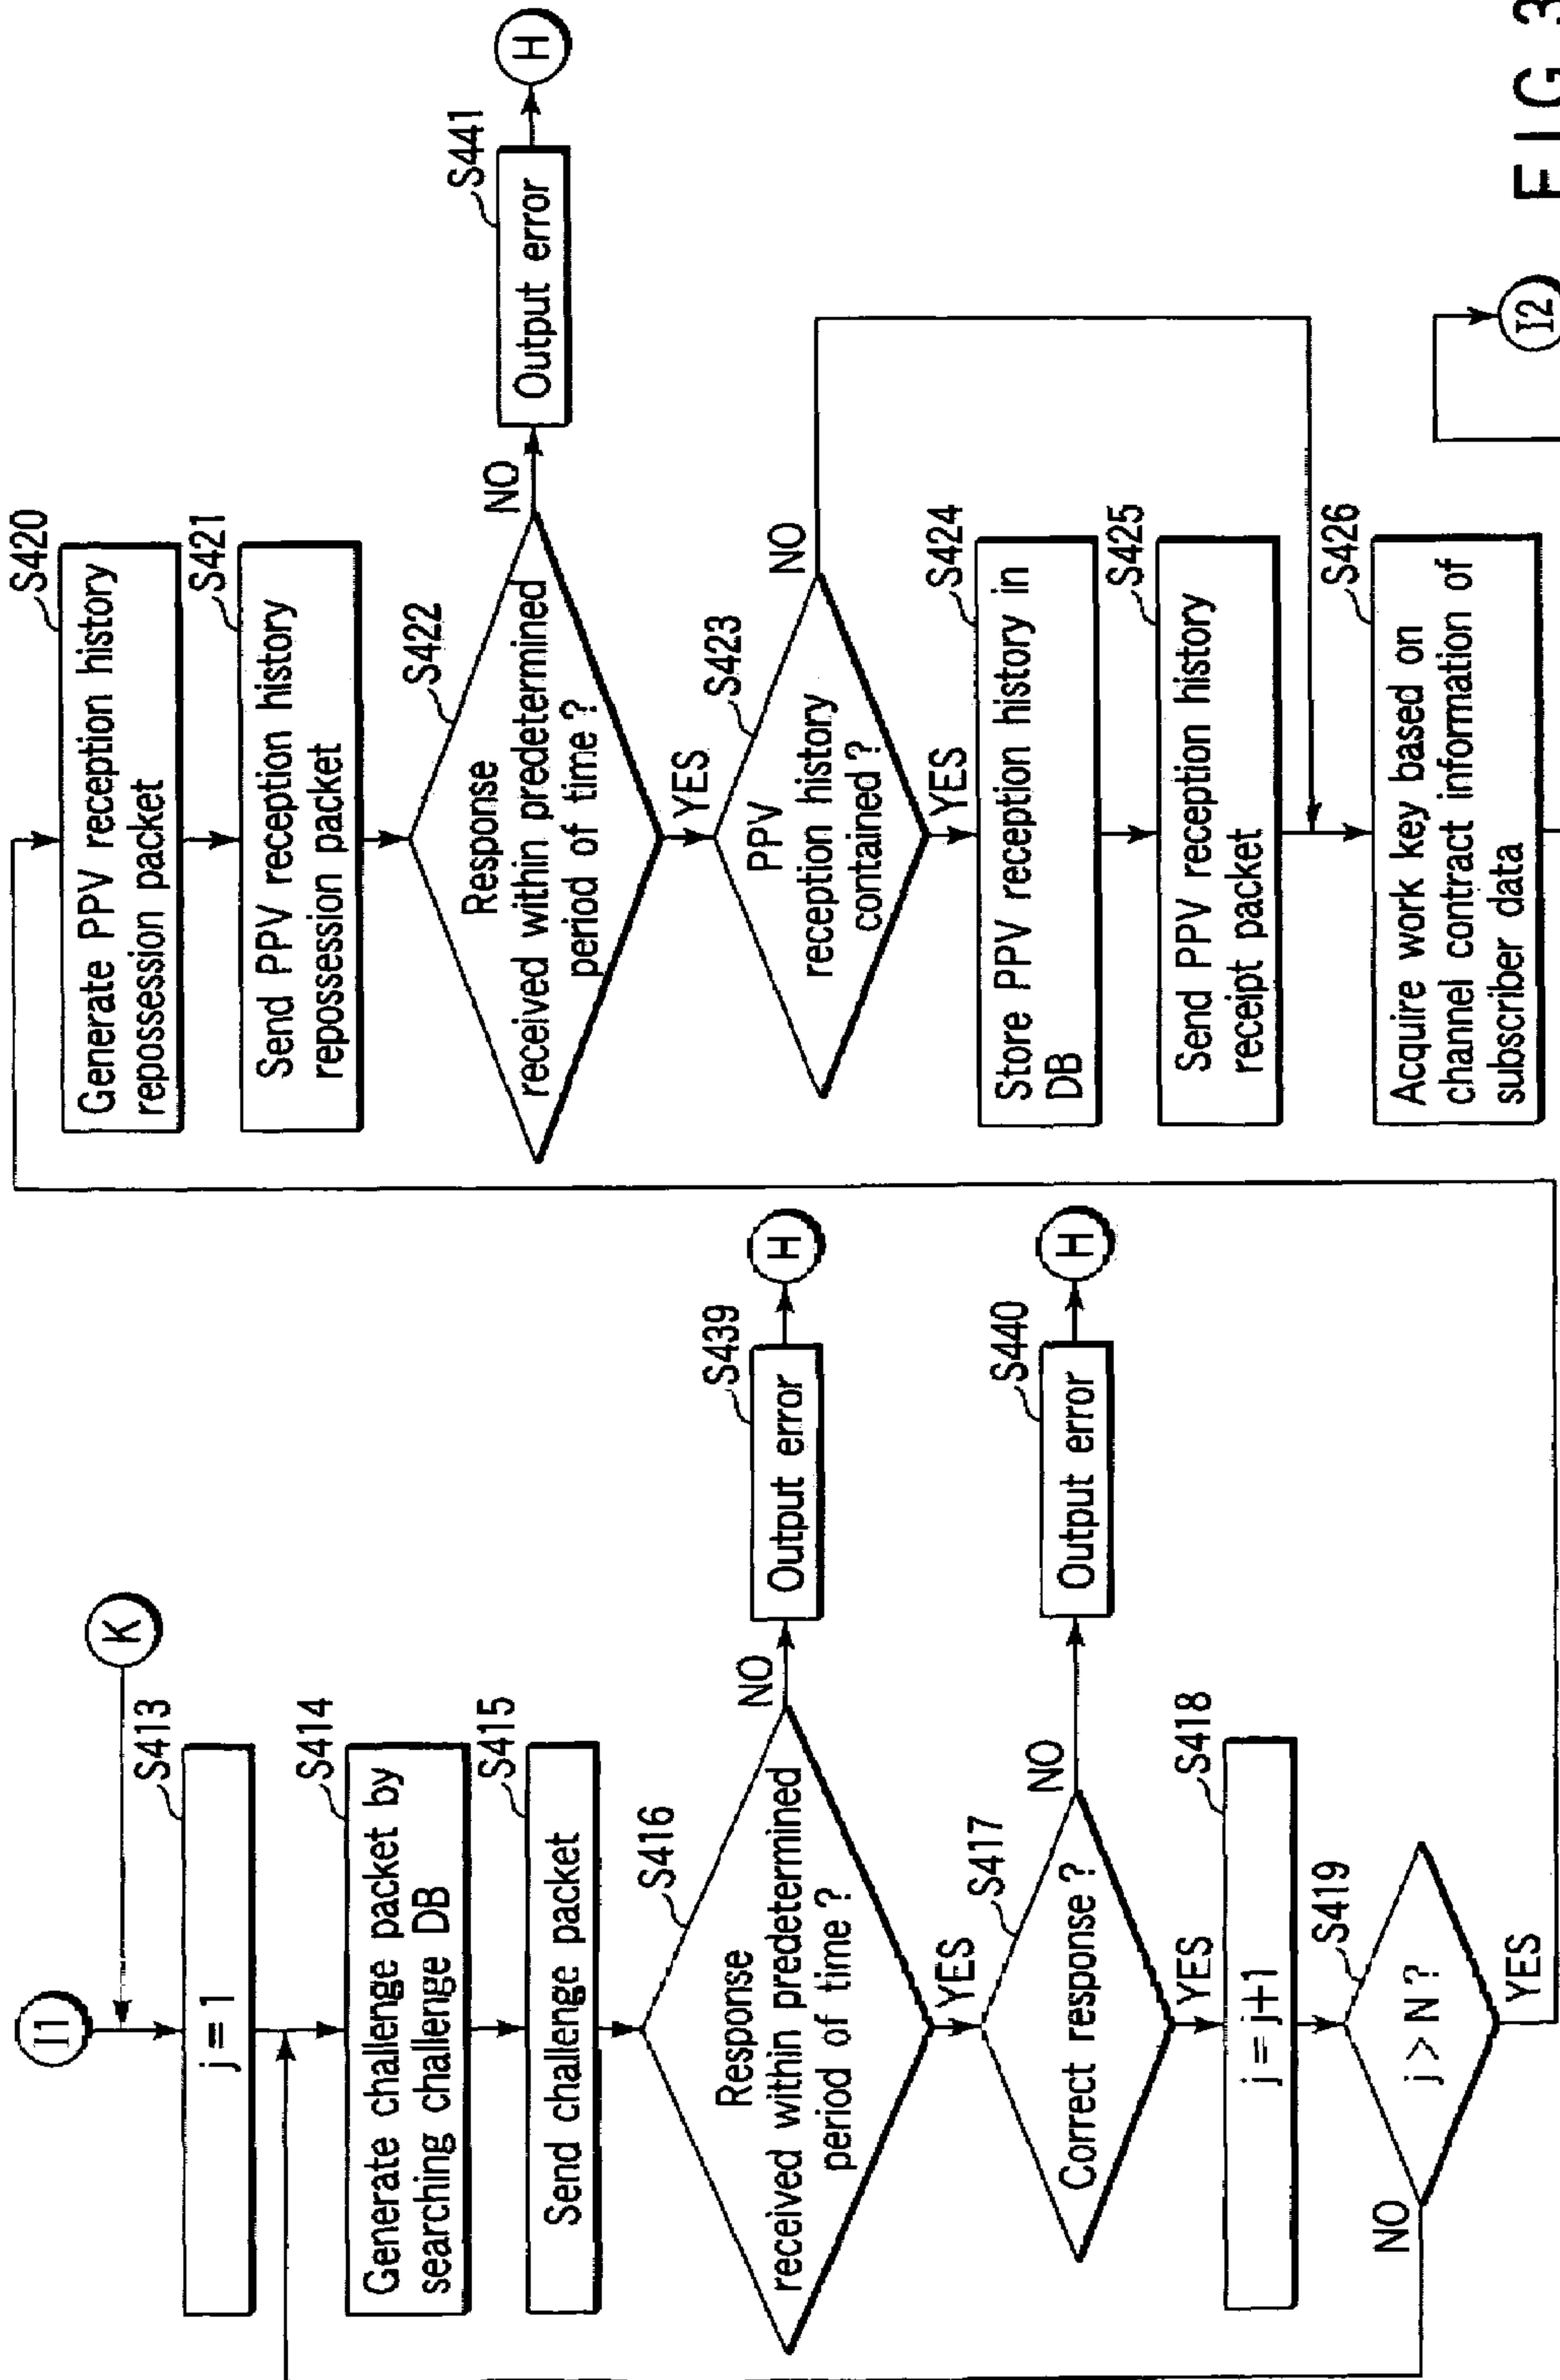 I1
K
S413
j = 1
S414
Generate challenge packet by
searching challenge DB
S415
Send challenge packet
S416
Response
received within predetermined
period of time ?
NO
S439
Output error
H
YES
S417
Correct response ?
NO
S440
Output error
H
YES
S418
j = j+1
S419
j > N ?
NO
YES
S420
Generate PPV reception history
repossession packet
S421
Send PPV reception history
repossession packet
S422
Response
received within predetermined
period of time ?
NO
S441
Output error
H
YES
S423
PPV
reception history
contained ?
NO
YES
S424
Store PPV reception history in
DB
S425
Send PPV reception history
receipt packet
S426
Acquire work key based on
channel contract information of
subscriber data
I2
FIG. 3